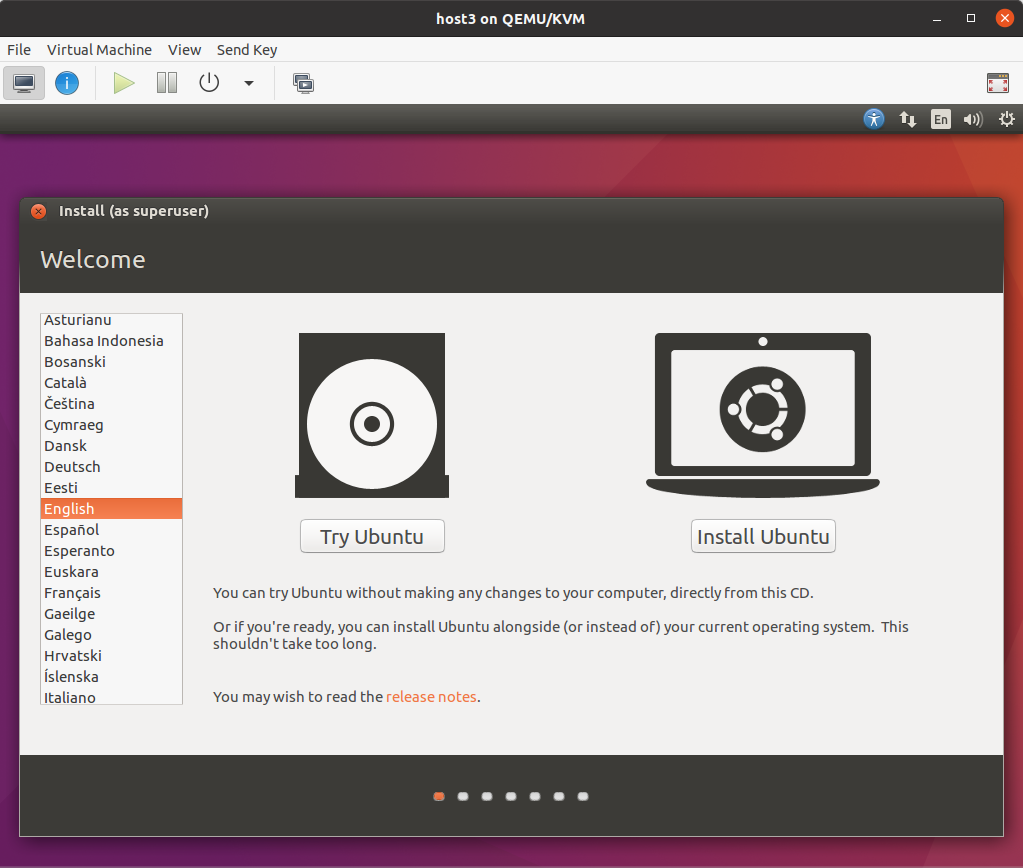 host3 on QEMU/KVM
File Virtual Machine View Send Key
En
Install (as superuser)
Welcome
Asturianu
Bahasa Indonesia
Bosanski
Català
Čeština
Cymraeg
Dansk
Deutsch
Eesti
English
Español
Esperanto
Euskara
Français
Gaeilge
Galego
Hrvatski
Íslenska
Italiano
Try Ubuntu
Install Ubuntu
You can try Ubuntu without making any changes to your computer, directly from this CD.
Or if you're ready, you can install Ubuntu alongside (or instead of) your current operating system. This
shouldn't take too long.
You may wish to read the release notes.